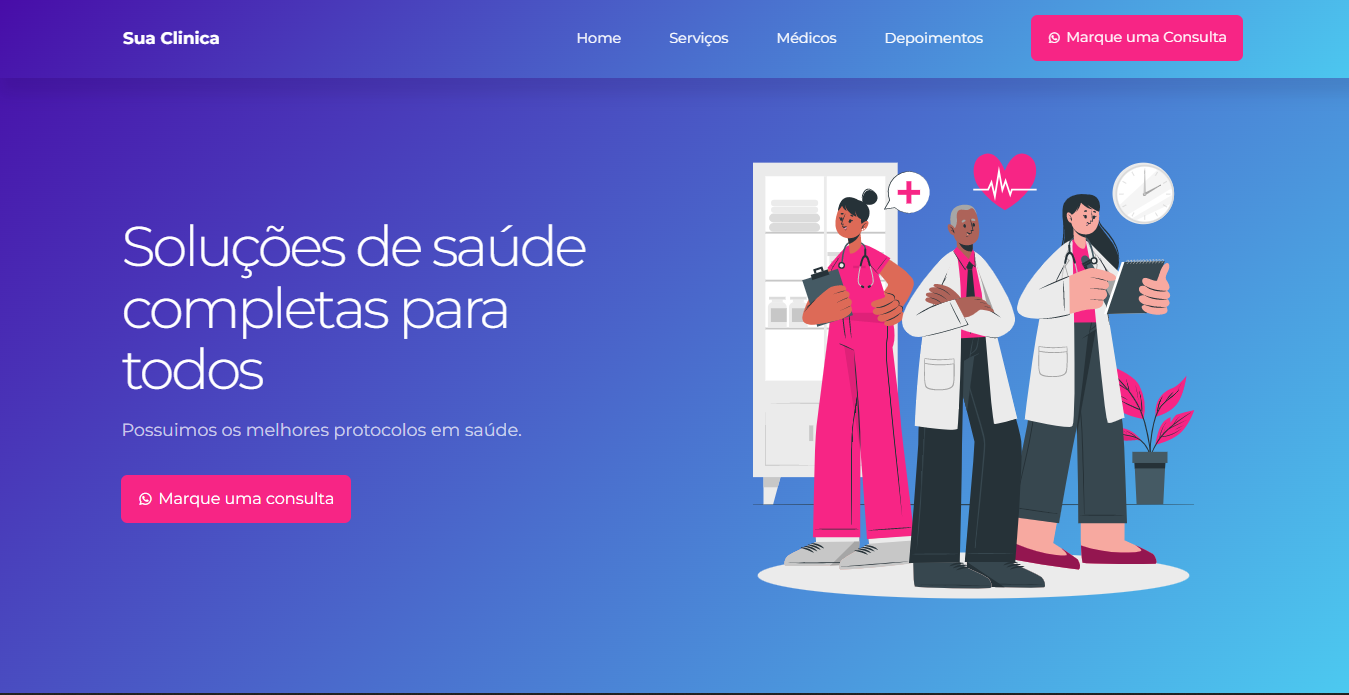 Sua Clinica
Home
Serviços
Médicos
Depoimentos
Marque uma Consulta
Soluções de saúde
completas para
todos
Possuimos os melhores protocolos em saúde.
Marque uma consulta